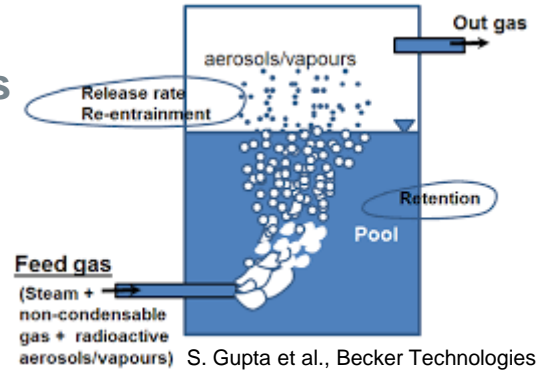 Out gas
aerosols/vapours
s
Release rate
Re-entrainment
Retention
Pool
Feed gas
(Steam +
non-condensable
gas + radioactive
aerosols/vapours)
S. Gupta et al., Becker Technologies